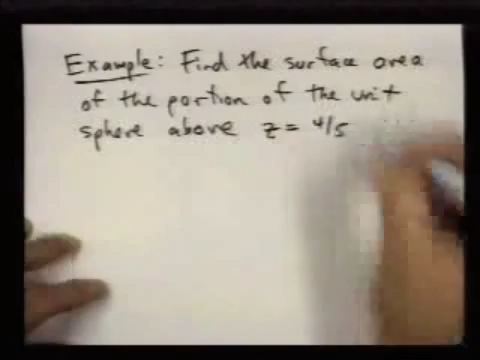 Example: Find the surface area
of the portion of the unit
sphere above z = 4/5